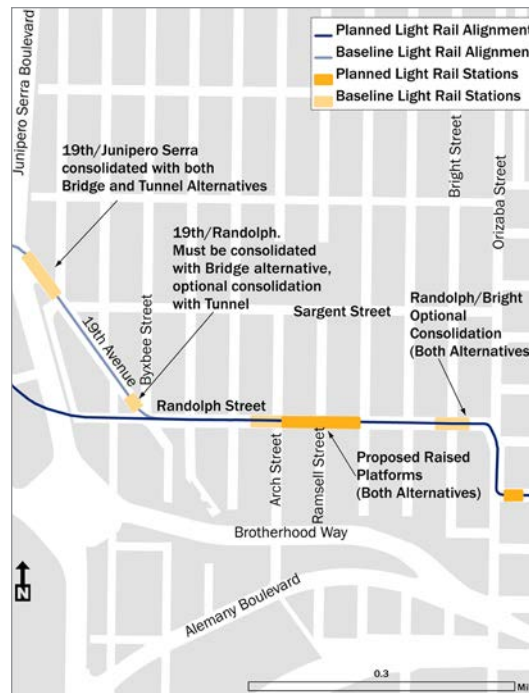 Planned Light Rail Alignment
Baseline Light Rail Alignment
Planned Light Rail Stations
Baseline Light Rail Stations
Junipero Serra Boulevard
Bright Street
Orizaba Street
19th/Junipero Serra
consolidated with both
Bridge and Tunnel Alternatives
19th/Randolph.
Must be consolidated
with Bridge alternative,
optional consolidation
with Tunnel
Sargent Street
Randolph/Bright
Optional
Consolidation
(Both Alternatives
19th Avenue
Byxbee Street
Randolph Street
Arch Street
Ramsell Street
Proposed Raised
Platforms
(Both Alternatives)
Brotherhood Way
N
Alemany Boulevard
0.3
Mi